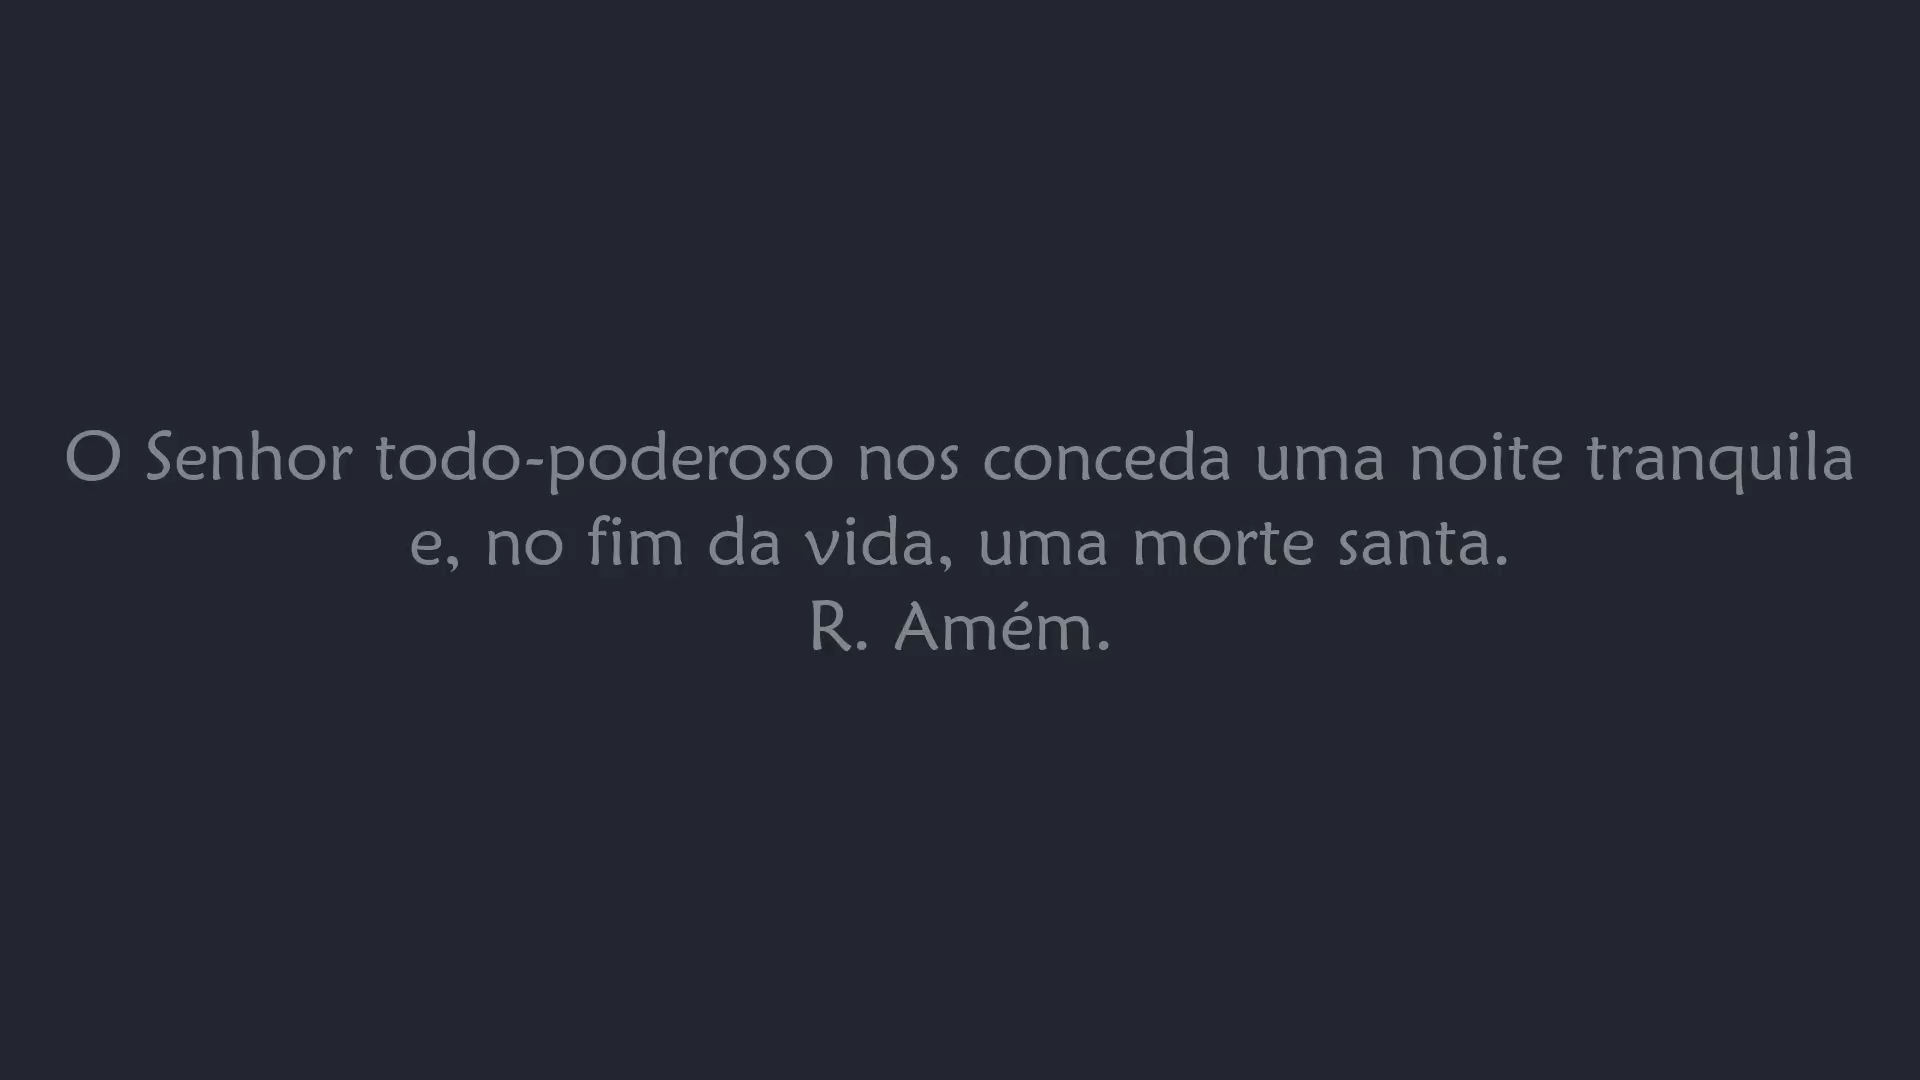 O Senhor todo-poderoso nos conceda uma noite tranquila
e, no fim da vida, uma morte santa.
R. Amém.